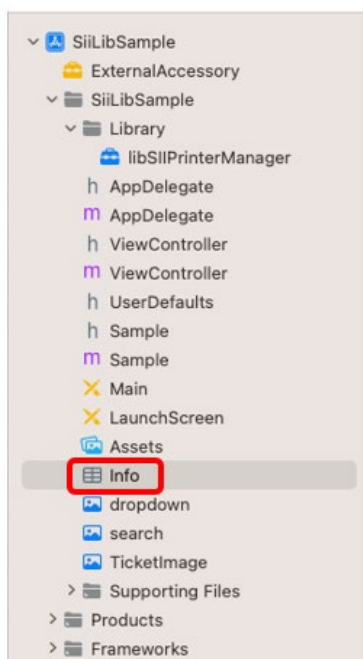 SiiLibSample
ExternalAccessory
SiiLibSample
Library
libSIIPrinterManager
h AppDelegate
m AppDelegate
h ViewController
m ViewController
h UserDefaults
h Sample
m Sample
Main
LaunchScreen
Assets
Info
dropdown
search
TicketImage
Supporting Files
Products
Frameworks